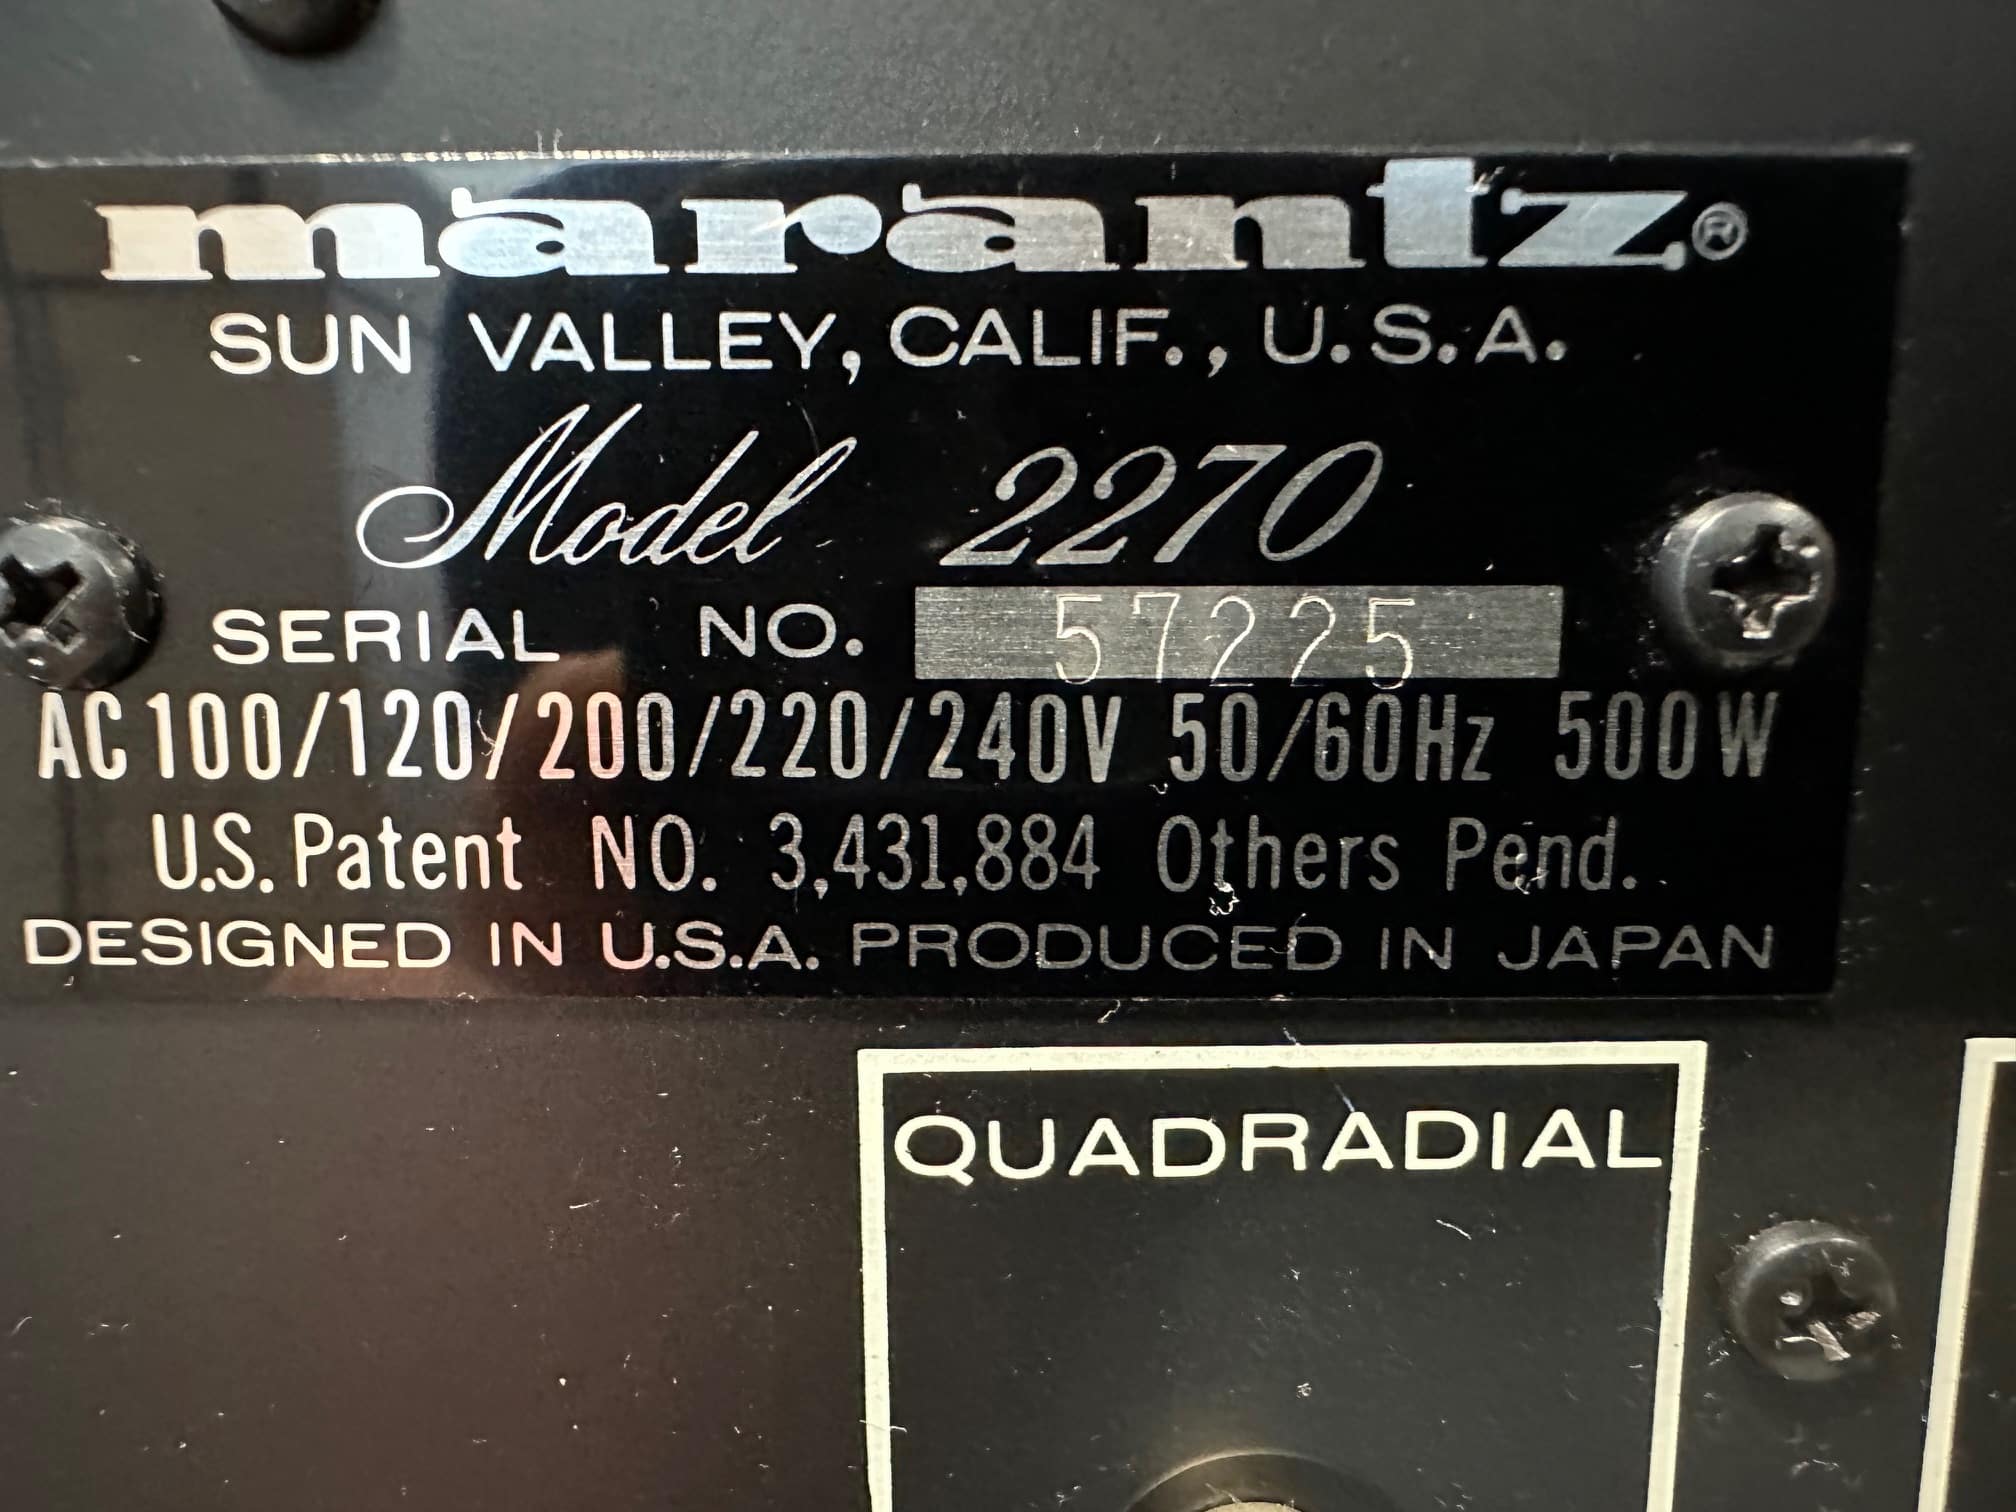 marantz®
SUN VALLEY, CALIF., U.S.A.
Model 2270
SERIAL NO. 57225
AC 100/120/200/220/240V 50/60Hz 500W
U.S. Patent NO. 3,431,884 Others Pend.
DESIGNED IN U.S.A. PRODUCED IN JAPAN
QUADRADIAL